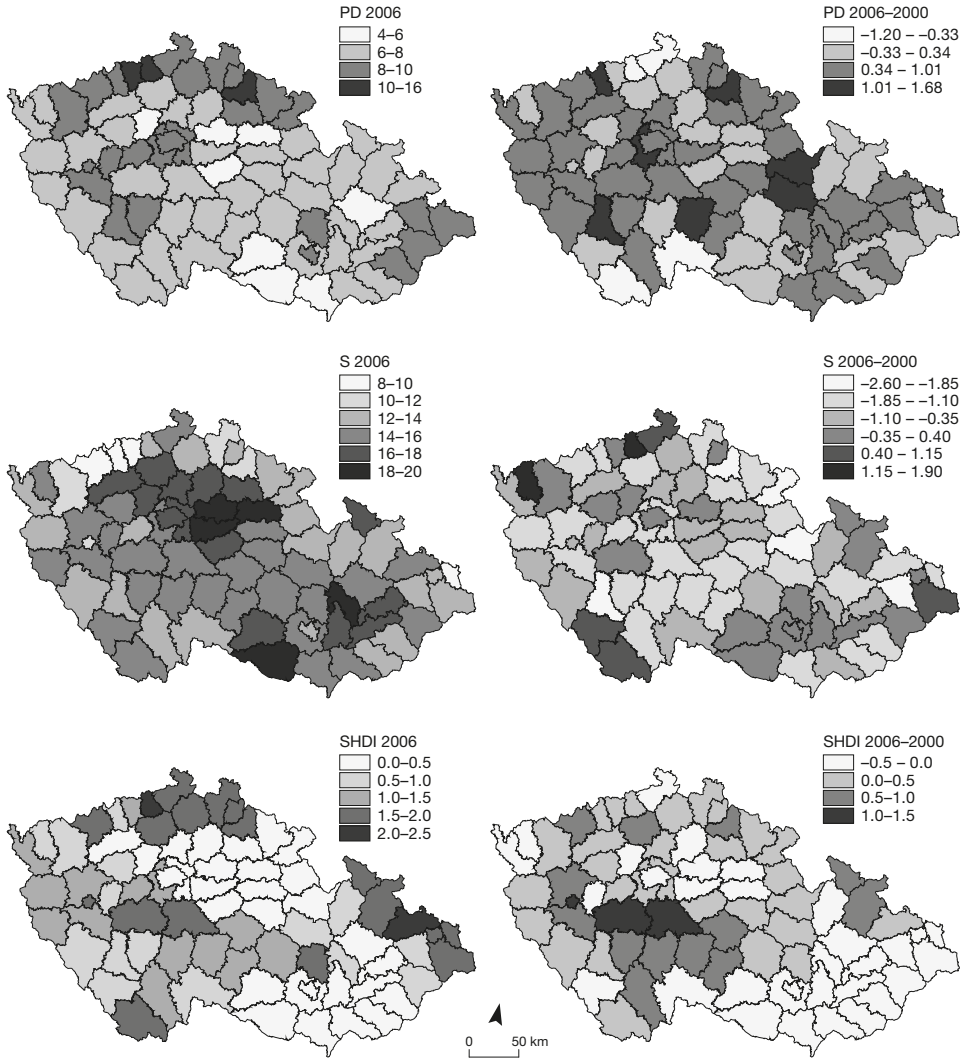 PD 2006
4–6
6–8
8–10
10–16
PD 2006–2000
–1.20 – –0.33
–0.33 – 0.34
0.34 – 1.01
1.01 – 1.68
S 2006
8–10
10–12
12–14
14–16
16–18
18–20
S 2006–2000
–2.60 – –1.85
–1.85 – –1.10
–1.10 – –0.35
–0.35 – 0.40
0.40 – 1.15
1.15 – 1.90
SHDI 2006
0.0–0.5
0.5–1.0
1.0–1.5
1.5–2.0
2.0–2.5
SHDI 2006–2000
–0.5 – 0.0
0.0–0.5
0.5–1.0
1.0–1.5
0 50 km